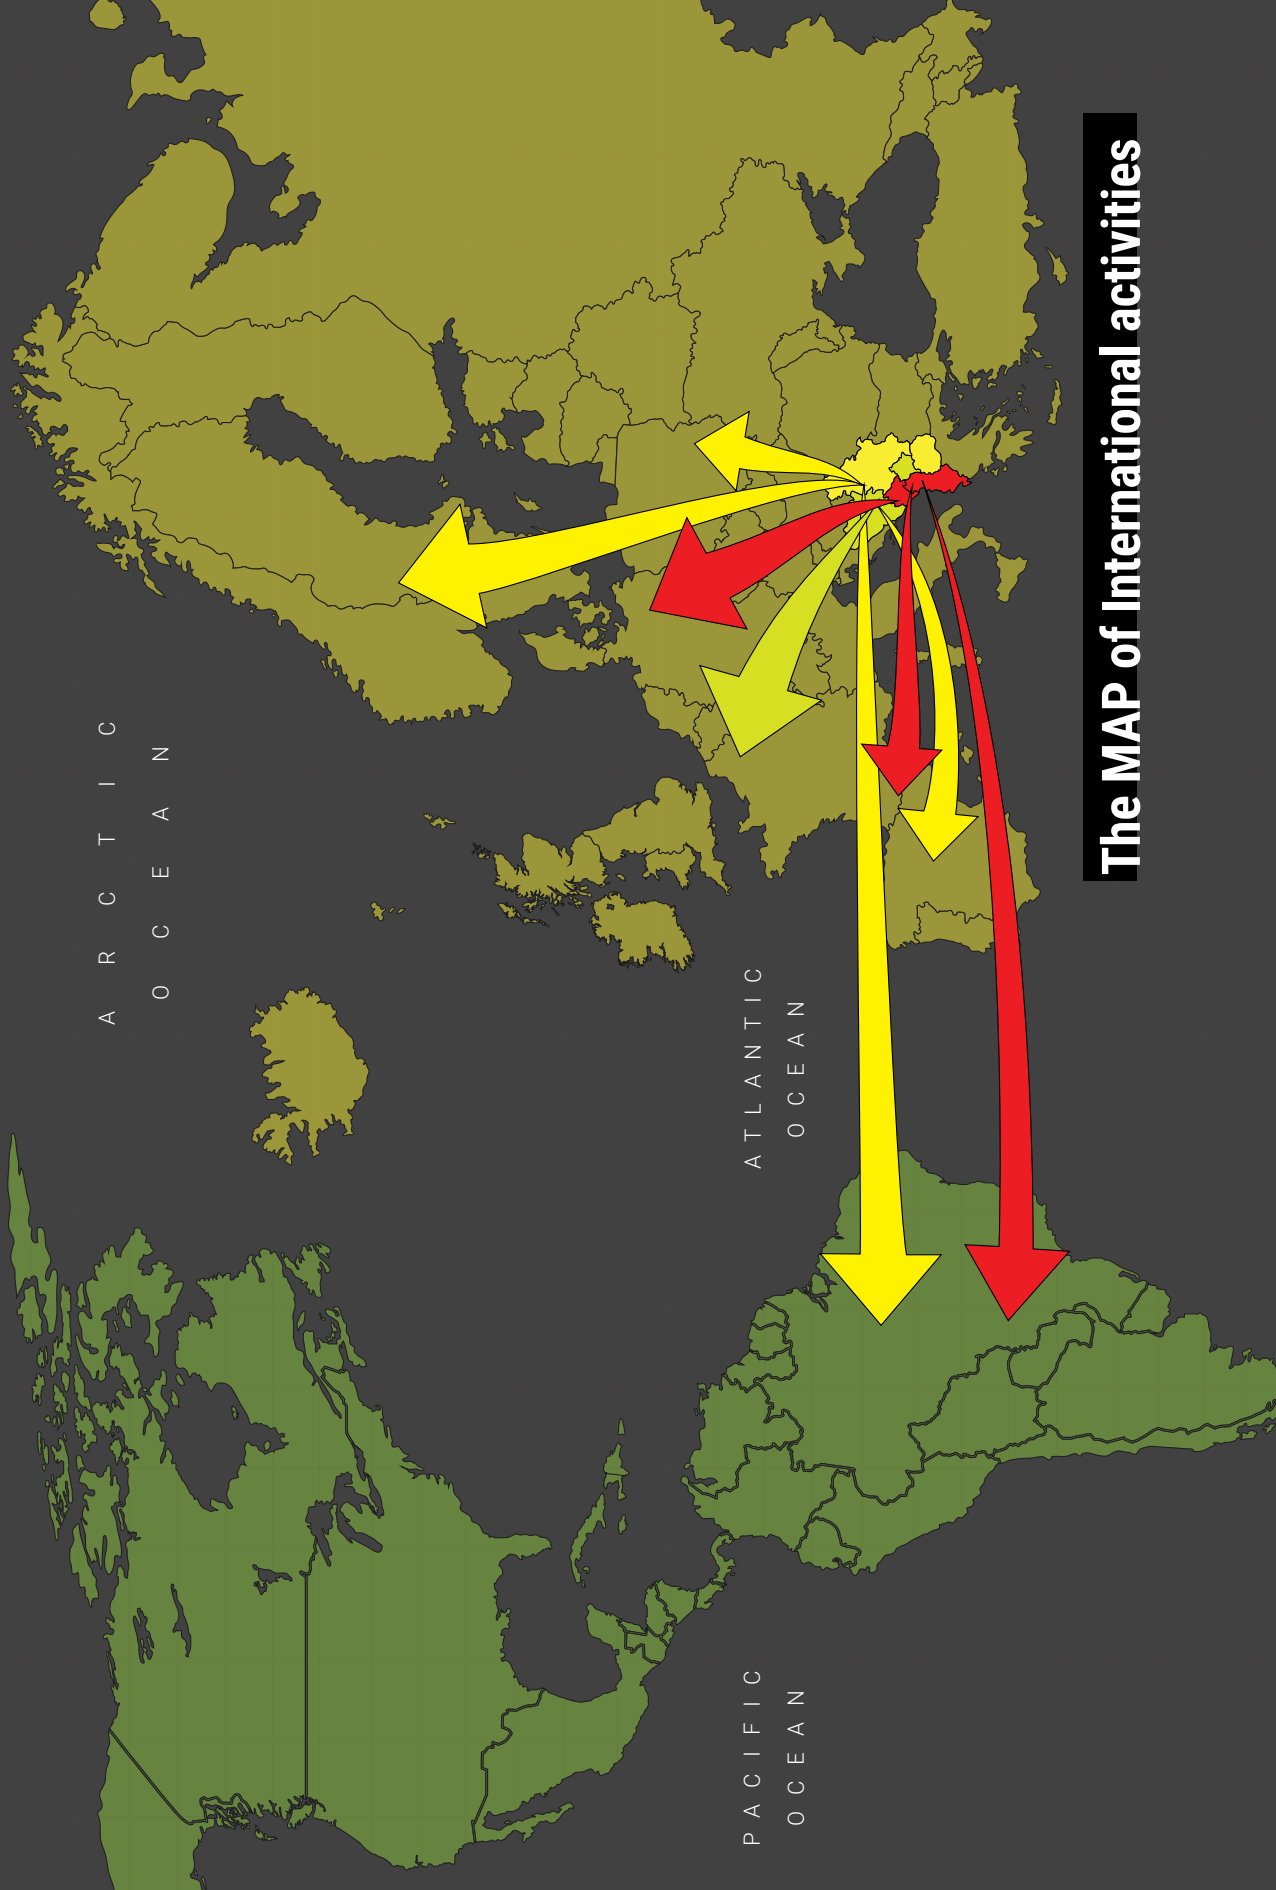 The MAP of International activities
ARCTIC
OCEAN
ATLANTIC
OCEAN
PACIFIC
OCEAN